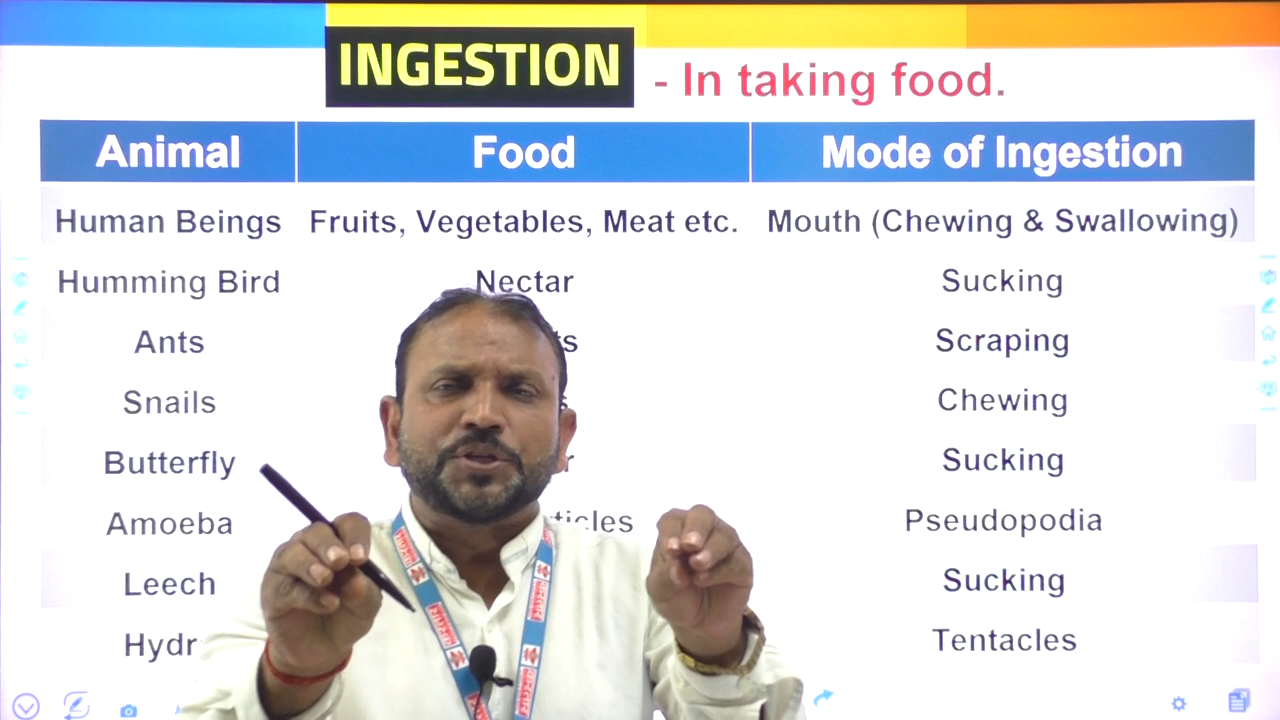 INGESTION - In taking food.
Animal Food Mode of Ingestion
Human Beings Fruits, Vegetables, Meat etc. Mouth (Chewing & Swallowing)
Humming Bird Nectar Sucking
Ants Scraping
Snails Chewing
Butterfly Sucking
Amoeba Pseudopodia
Leech Sucking
Tentacles